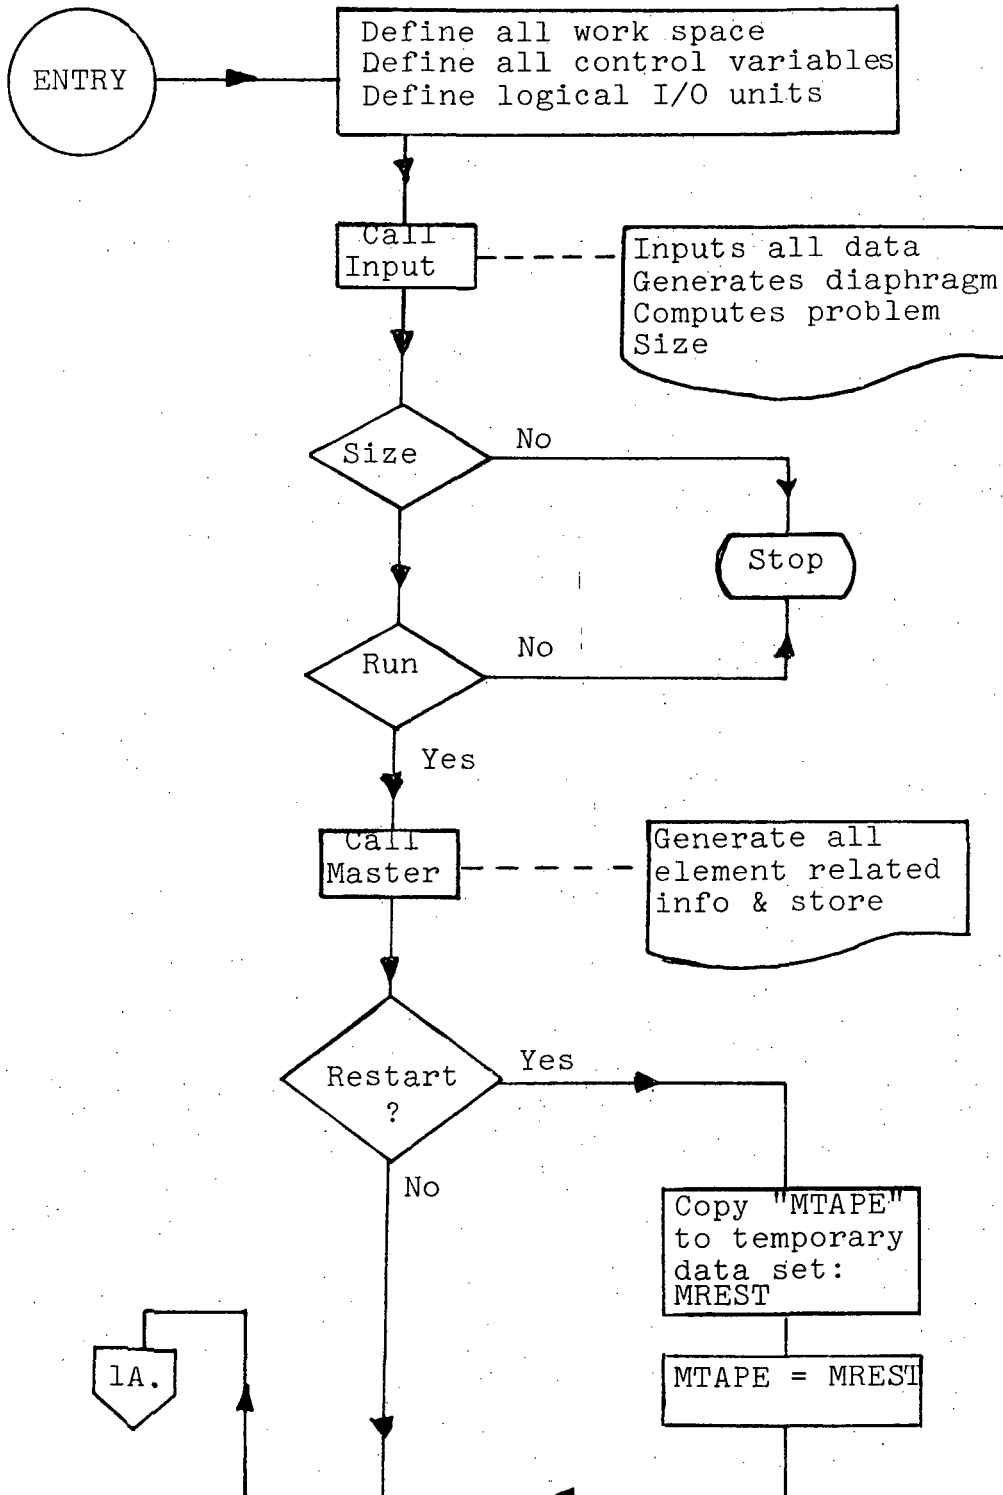 ENTRY
Define all work space
Define all control variables
Define logical I/O units
Call
Input
Inputs all data
Generates diaphragm
Computes problem
Size
Size
No
Stop
Run
No
Yes
Call
Master
Generate all
element related
info & store
Restart
?
Yes
No
Copy "MTAPE"
to temporary
data set:
MREST
MTAPE = MREST
1A.